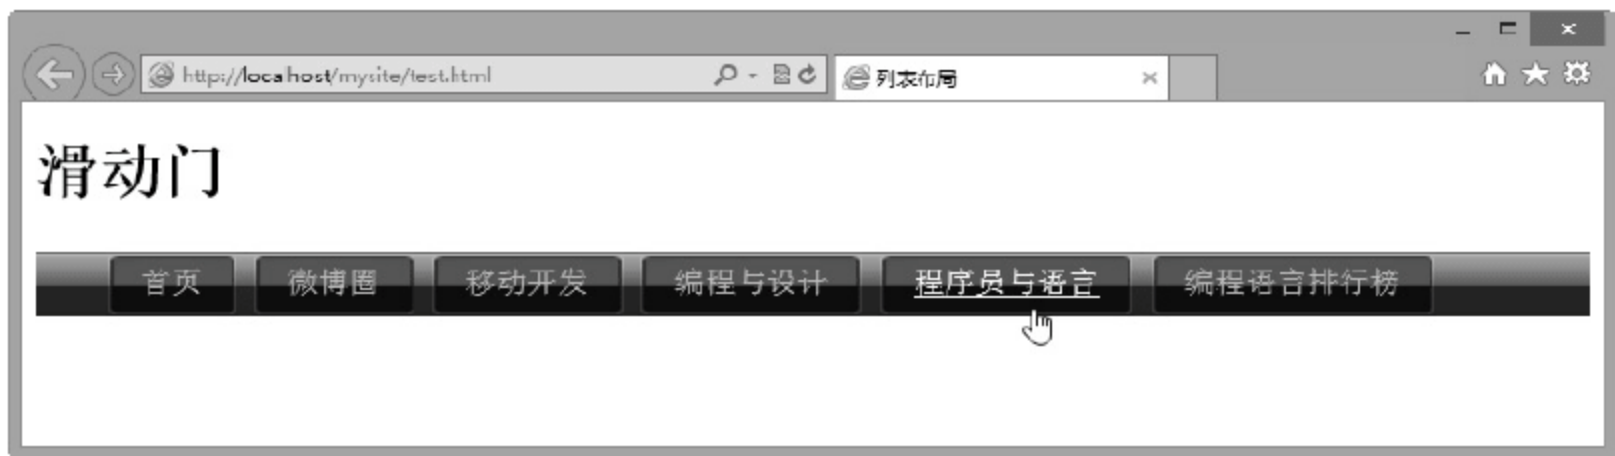 http://localhost/mysite/test.html
列表布局
滑动门
首页 微博圈 移动开发 编程与设计 程序员与语言 编程语言排行榜